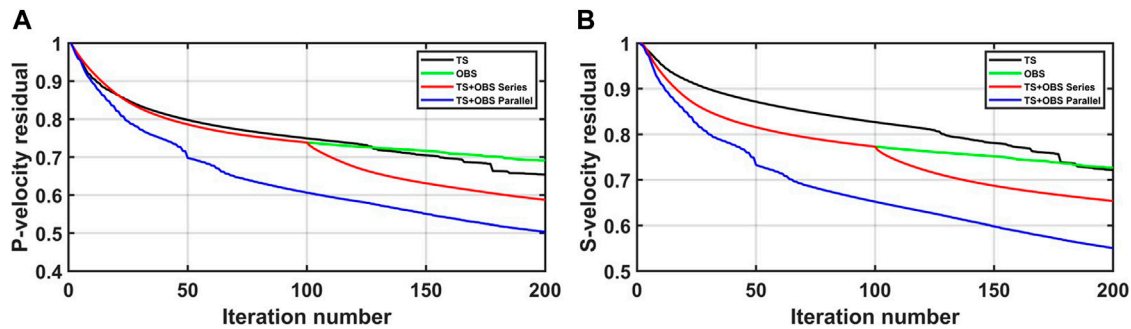 A
P-velocity residual
1
0.9
0.8
0.7
0.6
0.5
0.4
TS
OBS
TS+OBS Series
TS+OBS Parallel
0 50 100 150 200
Iteration number
B
S-velocity residual
1
0.9
0.8
0.7
0.6
0.5
TS
OBS
TS+OBS Series
TS+OBS Parallel
0 50 100 150 200
Iteration number